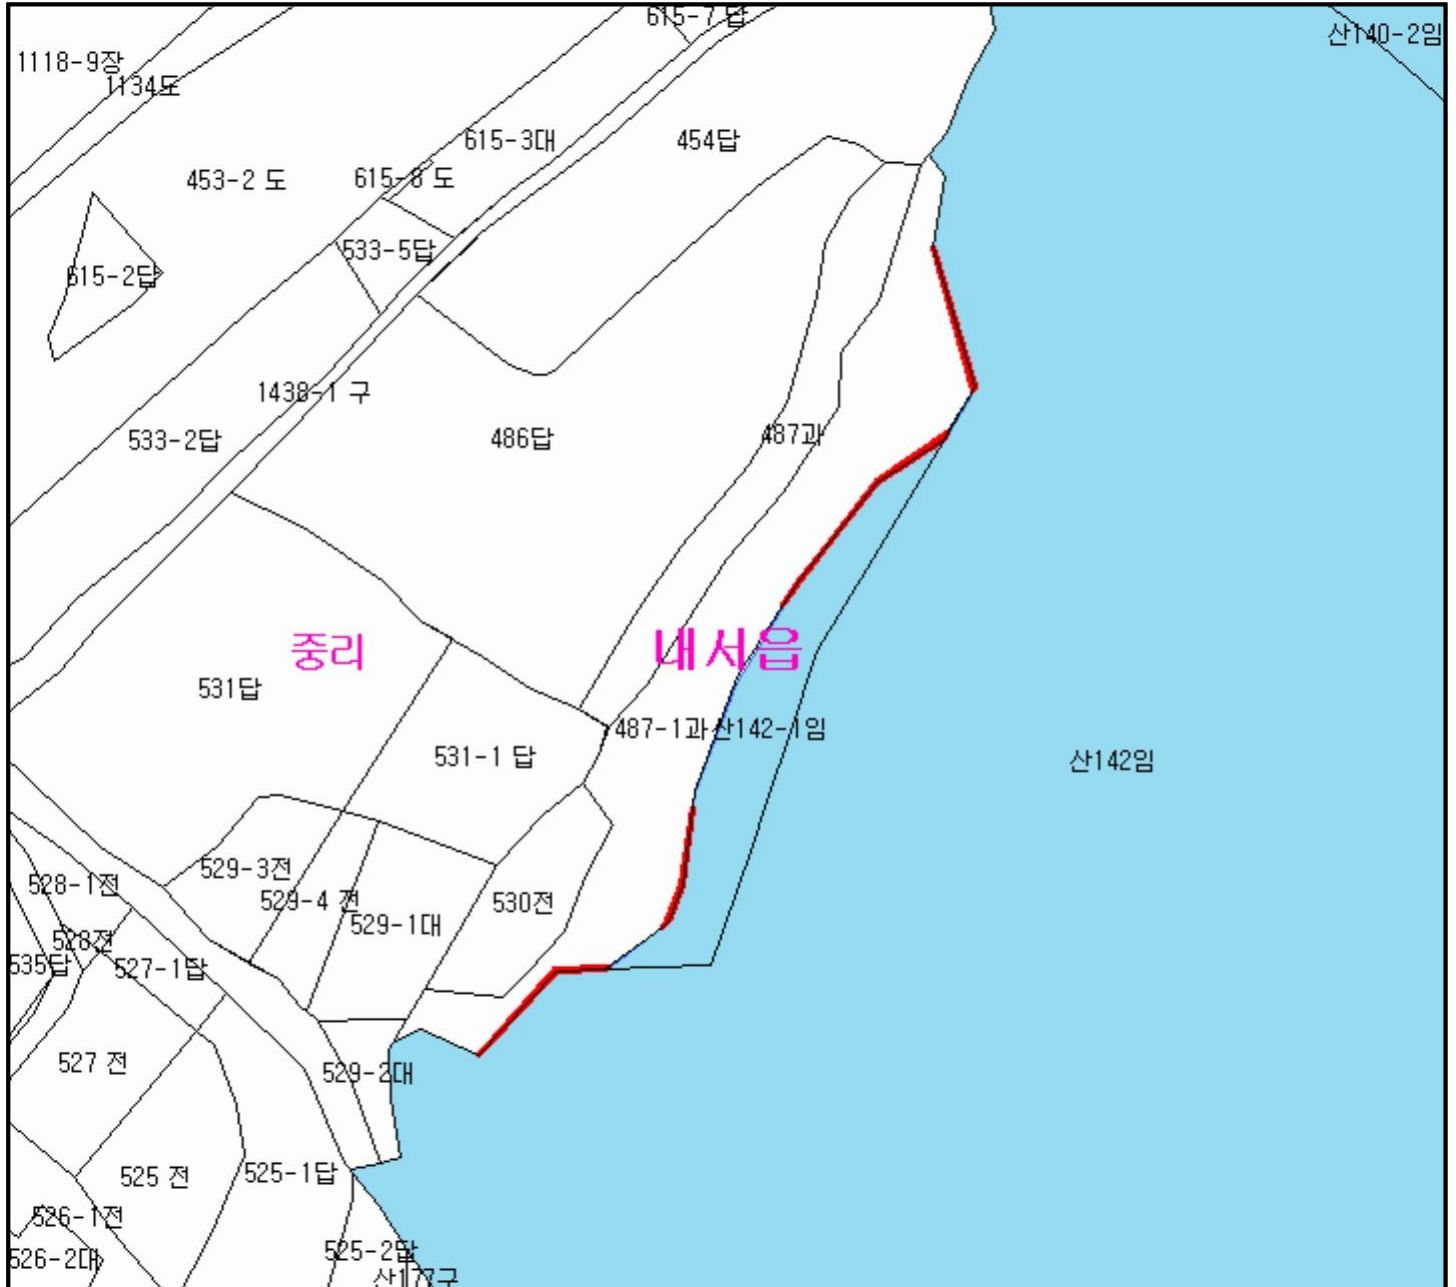 615-7 답
산140-2임
1118-9장
1134도
615-3대
454답
453-2 도
615-8 도
533-5답
615-2답
1438-1 구
533-2답
486답
487과
중리
내서읍
531답
487-1과
산142-1임
531-1 답
산142임
529-3전
528-1전
529-4 전
530전
529-1대
528전
535답
527-1답
527 전
529-2대
525 전
525-1답
526-1전
526-2대
525-2답
산177구